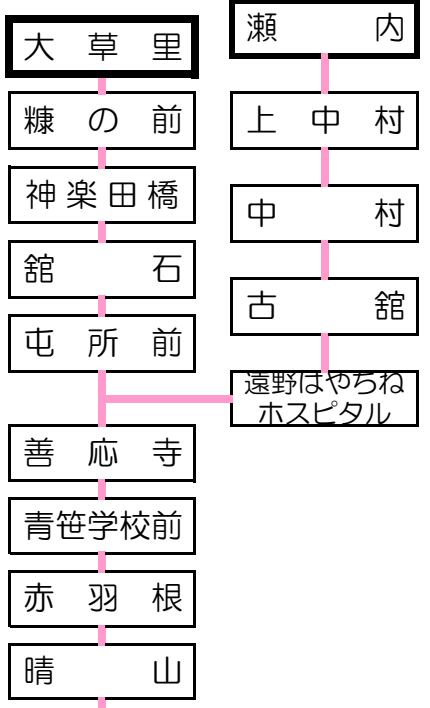 大草里
糠の前
神楽田橋
舘石
屯所前
善応寺
青笹学校前
赤羽根
晴山
瀬内
上中村
中村
古舘
遠野はやちね
ホスピタル